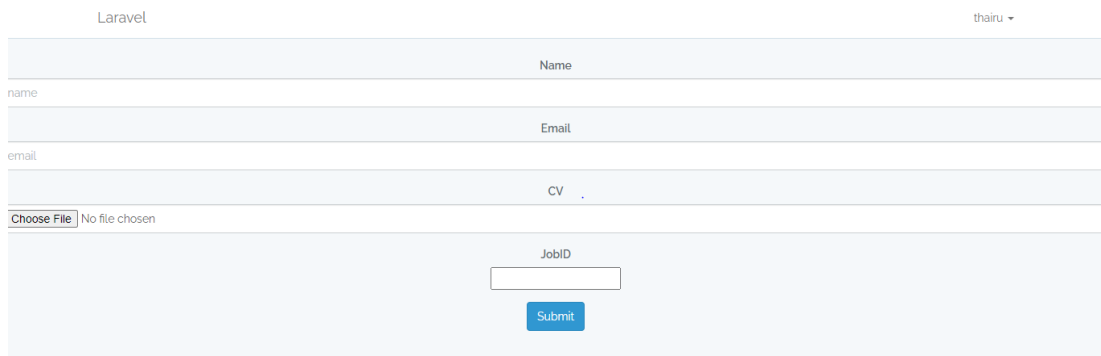 Laravel thairu
Name
name
Email
email
CV
Choose File No file chosen
JobID
Submit